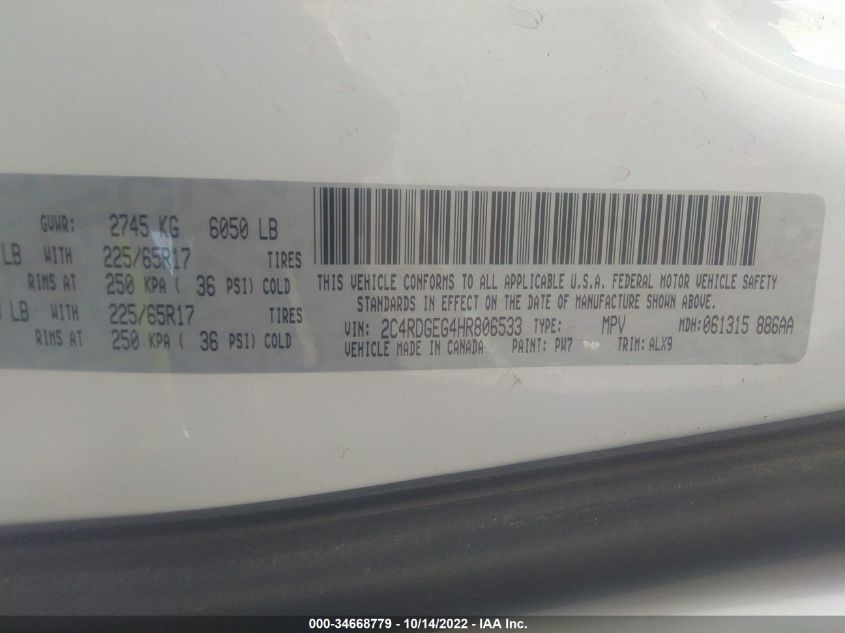 GVWR: 2745 KG 6050 LB
LB WITH 225/65R17 TIRES
RIMS AT 250 KPA ( 36 PSI) COLD
LB WITH 225/65R17 TIRES
RIMS AT 250 KPA ( 36 PSI) COLD
THIS VEHICLE CONFORMS TO ALL APPLICABLE U.S.A. FEDERAL MOTOR VEHICLE SAFETY
STANDARDS IN EFFECT ON THE DATE OF MANUFACTURE SHOWN ABOVE.
VIN: 2C4RDGEG4HR806533 TYPE: MPV MDH:061315 886AA
VEHICLE MADE IN CANADA PAINT: PW7 TRIM: ALX9
000-34668779 - 10/14/2022 - IAA Inc.